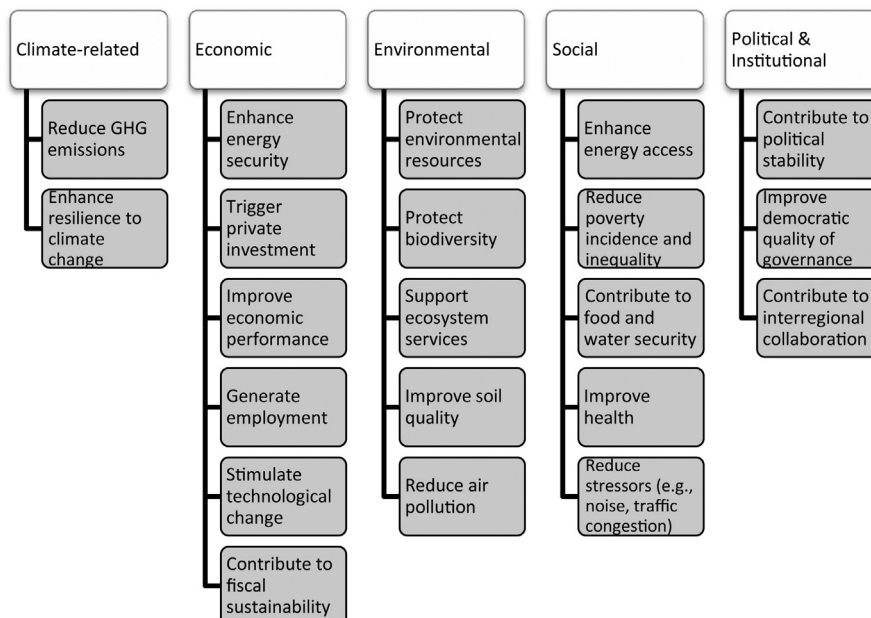 Climate-related
Reduce GHG
emissions
Enhance
resilience to
climate
change
Economic
Enhance
energy
security
Trigger
private
investment
Improve
economic
performance
Generate
employment
Stimulate
technological
change
Contribute to
fiscal
sustainability
Environmental
Protect
environmental
resources
Protect
biodiversity
Support
ecosystem
services
Improve soil
quality
Reduce air
pollution
Social
Enhance
energy access
Reduce
poverty
incidence and
inequality
Contribute to
food and
water security
Improve
health
Reduce
stressors (e.g.,
noise, traffic
congestion)
Political &
Institutional
Contribute to
political
stability
Improve
democratic
quality of
governance
Contribute to
interregional
collaboration